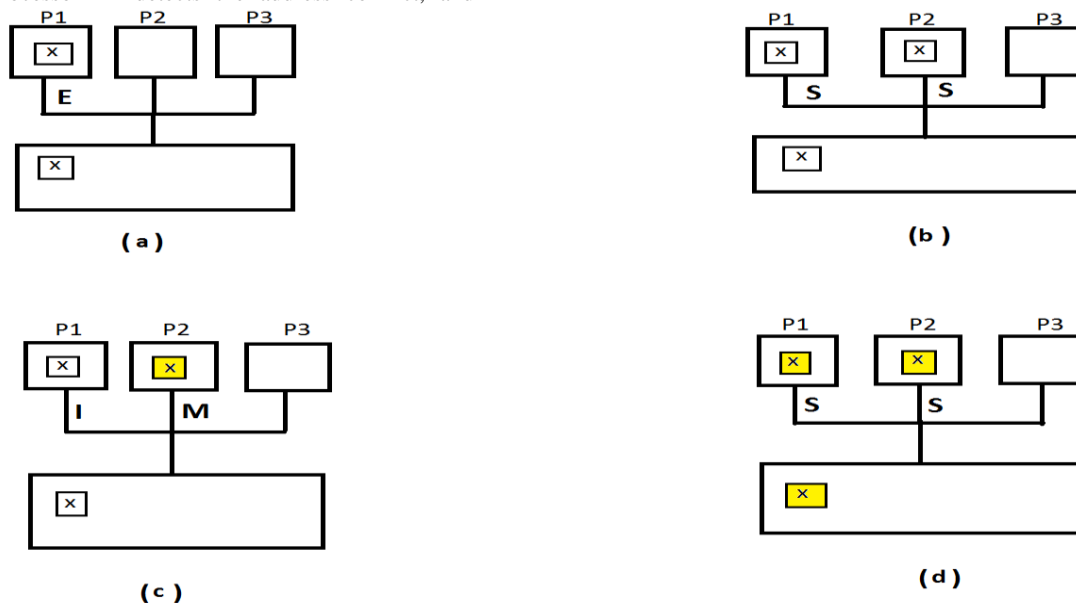 P1 P2 P3
×
E
×
(a)
P1 P2 P3
× ×
S S
×
(b)
P1 P2 P3
× ×
I M
×
(c)
P1 P2 P3
× ×
S S
×
(d)